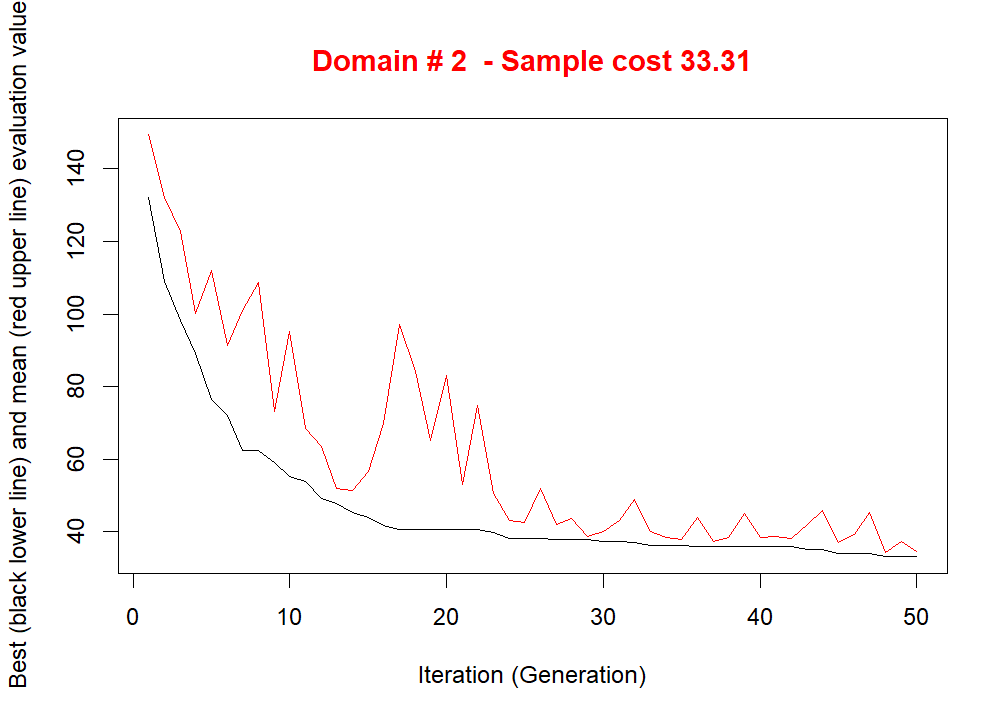 Domain # 2  - Sample cost 33.31
Best (black lower line) and mean (red upper line) evaluation value
140
120
100
80
60
40
0 10 20 30 40 50
Iteration (Generation)